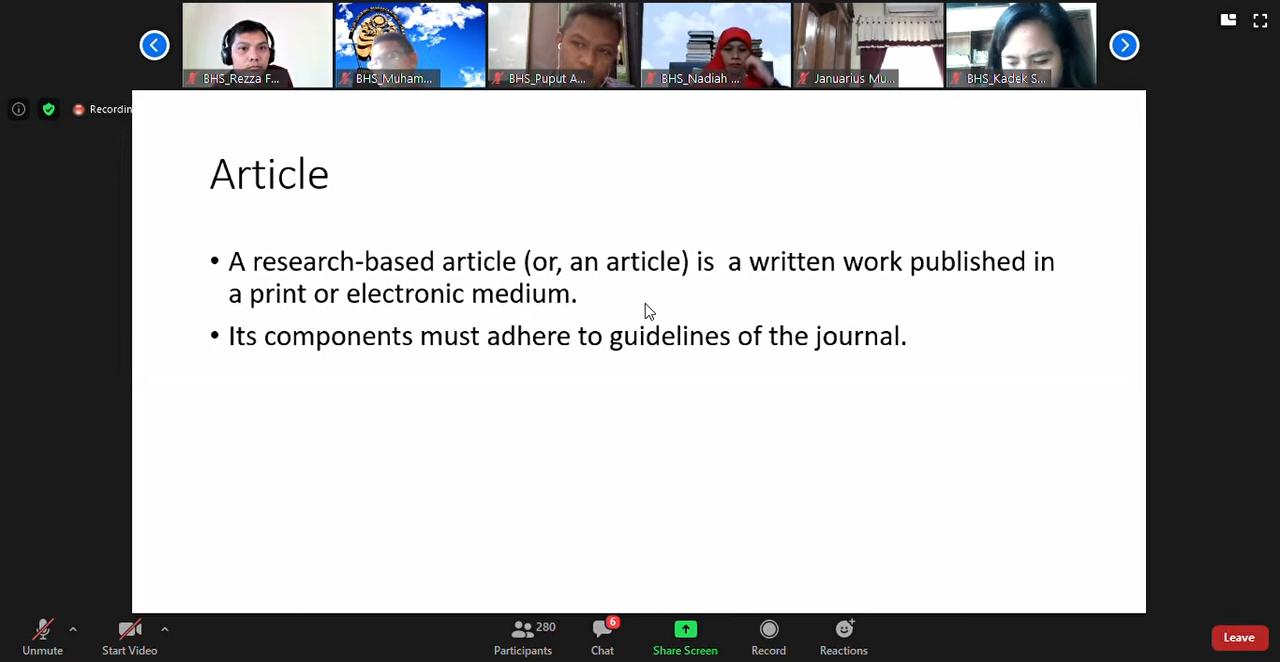 BHS_Rezza F...
BHS_Muham...
BHS_Puput A...
BHS_Nadiah ...
Januarius Mu...
BHS_Kadek S...
Recordin
Article
• A research-based article (or, an article) is  a written work published in
a print or electronic medium.
• Its components must adhere to guidelines of the journal.
Unmute
Start Video
280
Participants
6
Chat
Share Screen
Record
Reactions
Leave